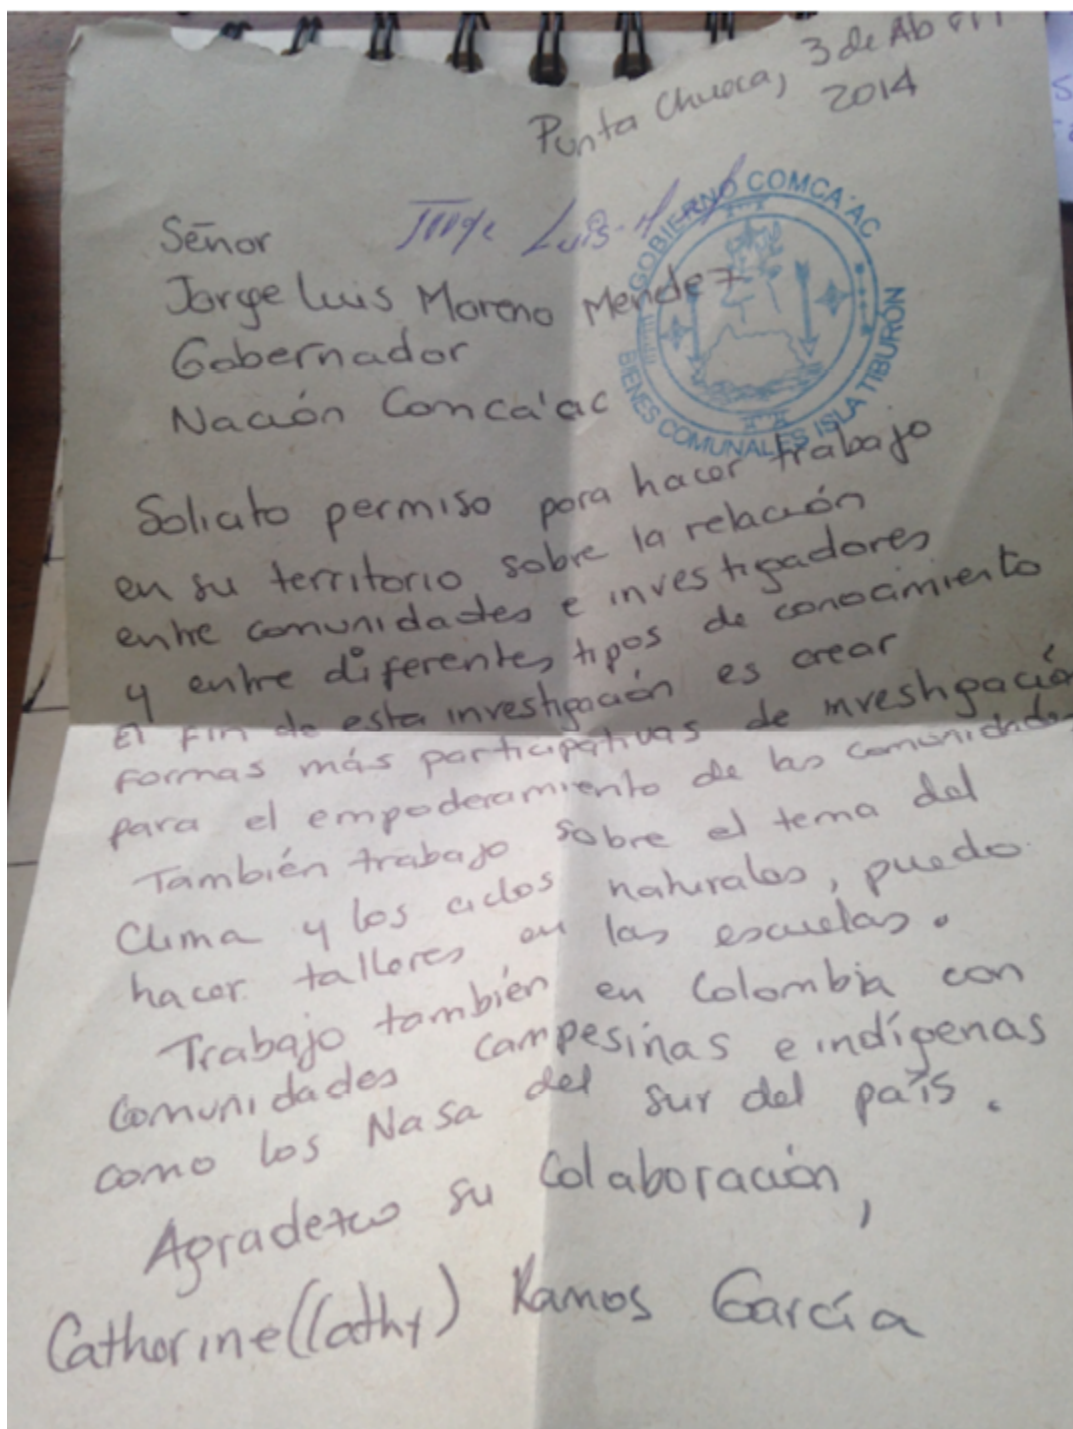 Punta Chueca, 3 de Abril
2014
Jorge Luis M
GOBIERNO COMCA'AC
BIENES COMUNALES ISLA TIBURÓN
Señor
Jorge Luis Moreno Mendez
Gobernador
Nación Comca'ac
Solicito permiso para hacer trabajo
en su territorio sobre la relación
entre comunidades e investigadores
y entre diferentes tipos de conocimiento
El fin de esta investigación es crear
formas más participativas de investigación
para el empoderamiento de las comunidades
También trabajo sobre el tema del
Clima y los ciclos naturales, puedo
hacer talleres en las escuelas.
Trabajo también en Colombia con
Comunidades campesinas e indígenas
como los Nasa del sur del país.
Agradezco su Colaboración,
Catherine (Cathy) Ramos García